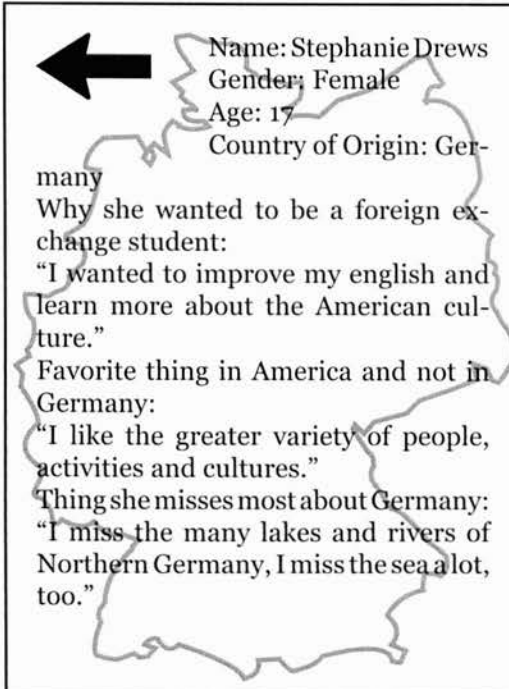 Name: Stephanie Drews
Gender: Female
Age: 17
Country of Origin: Ger-
many
Why she wanted to be a foreign ex-
change student:
“I wanted to improve my english and
learn more about the American cul-
ture.”
Favorite thing in America and not in
Germany:
“I like the greater variety of people,
activities and cultures.”
Thing she misses most about Germany:
“I miss the many lakes and rivers of
Northern Germany, I miss the sea a lot,
too.”